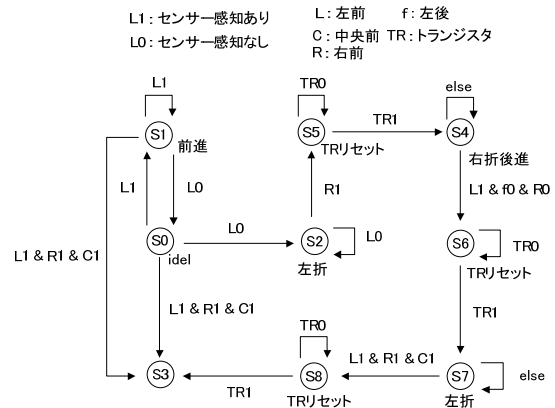 L1：センサー感知あり
L0：センサー感知なし
L：左前 f：左後
C：中央前 TR：トランジスタ
R：右前
L1
TR0
else
S1
前進
S5
TRリセット
TR1
S4
右折後進
L1
L0
R1
L1 & f0 & R0
S0
idel
L0
S2
左折
L0
S6
TRリセット
TR0
L1 & R1 & C1
L1 & R1 & C1
TR1
TR0
S3
TR1
S8
TRリセット
L1 & R1 & C1
S7
左折
else